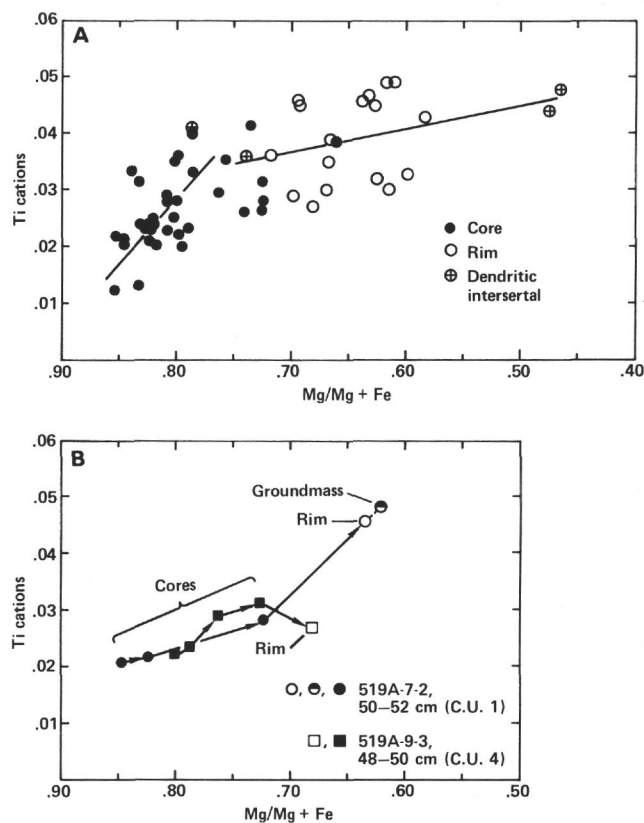 .06
A
.05
.04
Ti cations
.03
.02
.01
Core
Rim
Dendritic
intersertal
.90
.80
.70
.60
.50
.40
Mg/Mg + Fe
.06
B
.05
.04
Ti cations
.03
.02
.01
Groundmass
Rim
Cores
Rim
519A-7-2,
50–52 cm (C.U. 1)
519A-9-3,
48–50 cm (C.U. 4)
.90
.80
.70
.60
.50
Mg/Mg + Fe